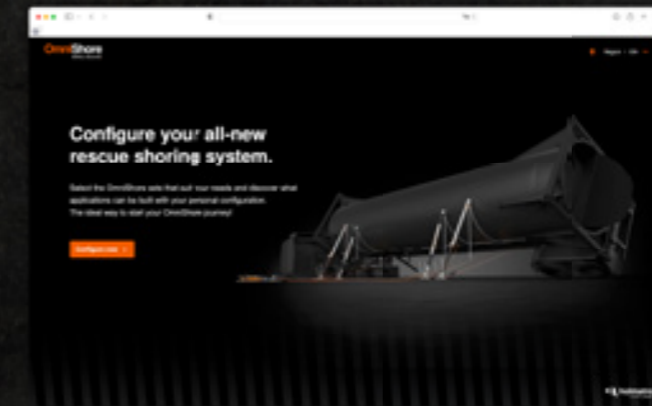 OmniShore
Configure your all-new
rescue shoring system.
Select the OmniShore sets that suit your needs and discover what
applications can be built with your personal configuration.
The ideal way to start your OmniShore journey!
Configure now
holmatro